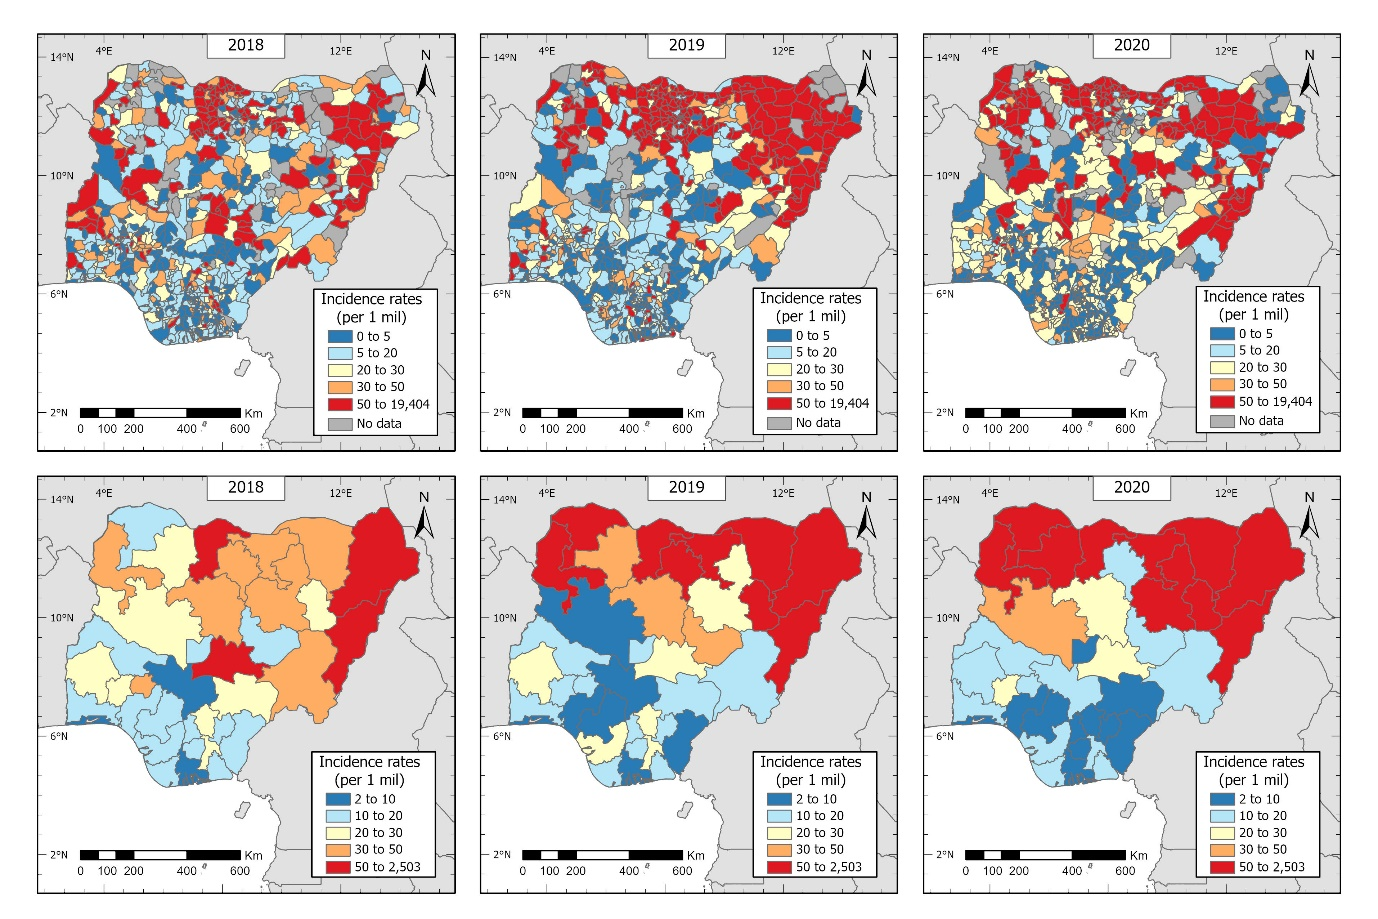 2018
4°E
12°E
N
14°N
10°N
6°N
2°N
Incidence rates
(per 1 mil)
0 to 5
5 to 20
20 to 30
30 to 50
50 to 19,404
No data
Km
0 100 200 400 600
2019
4°E
12°E
N
14°N
10°N
6°N
2°N
Incidence rates
(per 1 mil)
0 to 5
5 to 20
20 to 30
30 to 50
50 to 19,404
No data
Km
0 100 200 400 600
2020
4°E
12°E
N
14°N
10°N
6°N
2°N
Incidence rates
(per 1 mil)
0 to 5
5 to 20
20 to 30
30 to 50
50 to 19,404
No data
Km
0 100 200 400 600
2018
4°E
12°E
N
14°N
10°N
6°N
2°N
Incidence rates
(per 1 mil)
2 to 10
10 to 20
20 to 30
30 to 50
50 to 2,503
Km
0 100 200 400 600
2019
4°E
12°E
N
14°N
10°N
6°N
2°N
Incidence rates
(per 1 mil)
2 to 10
10 to 20
20 to 30
30 to 50
50 to 2,503
Km
0 100 200 400 600
2020
4°E
12°E
N
14°N
10°N
6°N
2°N
Incidence rates
(per 1 mil)
2 to 10
10 to 20
20 to 30
30 to 50
50 to 2,503
Km
0 100 200 400 600